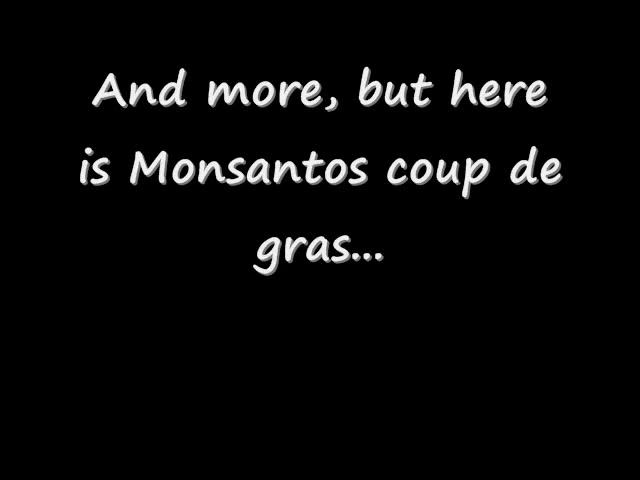 And more, but here
is Monsantos coup de
gras...